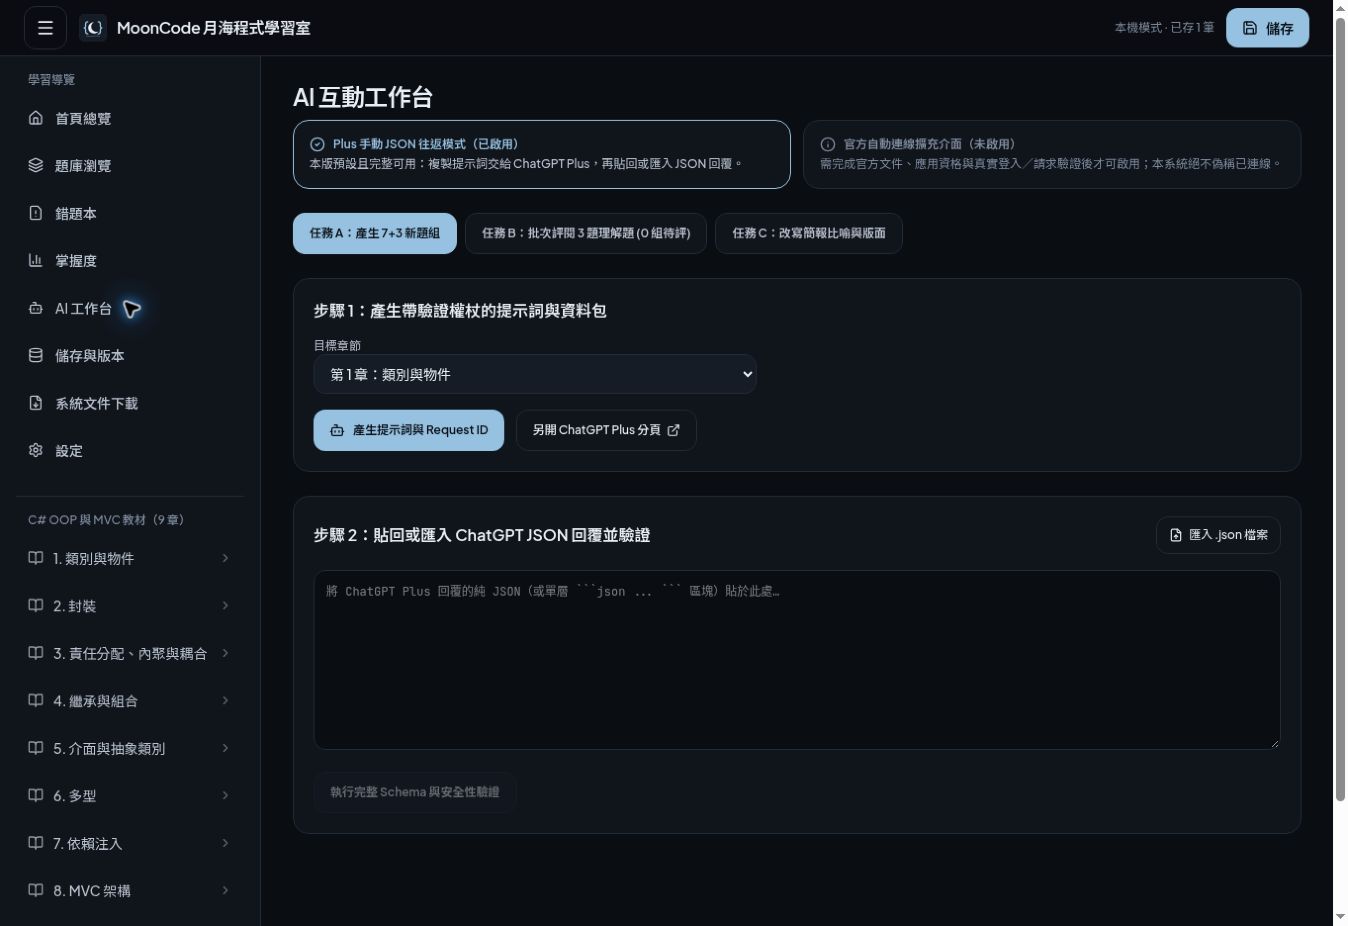 MoonCode 月海程式學習室
本機模式 · 已存 1 筆
儲存
學習導覽
首頁總覽
題庫瀏覽
錯題本
掌握度
AI 工作台
儲存與版本
系統文件下載
設定
C# OOP 與 MVC 教材（9 章）
1. 類別與物件
2. 封裝
3. 責任分配、內聚與耦合
4. 繼承與組合
5. 介面與抽象類別
6. 多型
7. 依賴注入
8. MVC 架構
AI 互動工作台
Plus 手動 JSON 往返模式（已啟用）
本版預設且完整可用：複製提示詞交給 ChatGPT Plus，再貼回或匯入 JSON 回覆。
官方自動連線擴充介面（未啟用）
需完成官方文件、應用資格與真實登入／請求驗證後才可啟用；本系統絕不偽稱已連線。
任務 A：產生 7+3 新題組
任務 B：批次評閱 3 題理解題 (0 組待評)
任務 C：改寫簡報比喻與版面
步驟 1：產生帶驗證權杖的提示詞與資料包
目標章節
第 1 章：類別與物件
產生提示詞與 Request ID
另開 ChatGPT Plus 分頁
步驟 2：貼回或匯入 ChatGPT JSON 回覆並驗證
匯入 .json 檔案
將 ChatGPT Plus 回覆的純 JSON（或單層 ```json ... ``` 區塊）貼於此處…
執行完整 Schema 與安全性驗證